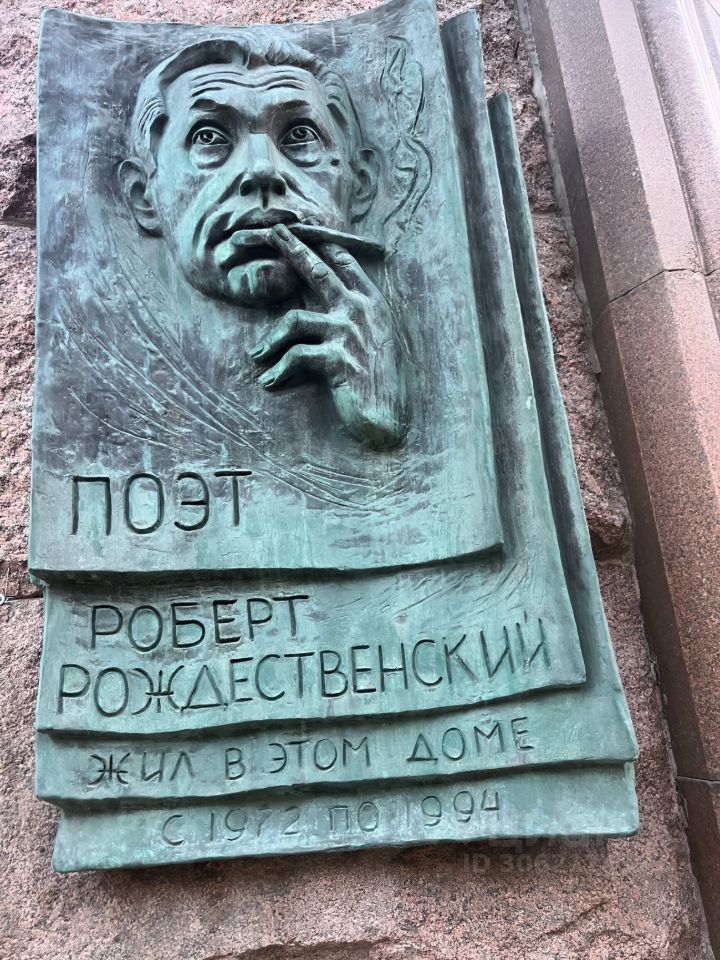 ПОЭТ
РОБЕРТ
РОЖДЕСТВЕНСКИЙ
ЖИЛ В ЭТОМ ДОМЕ
С 1972 ПО 1994